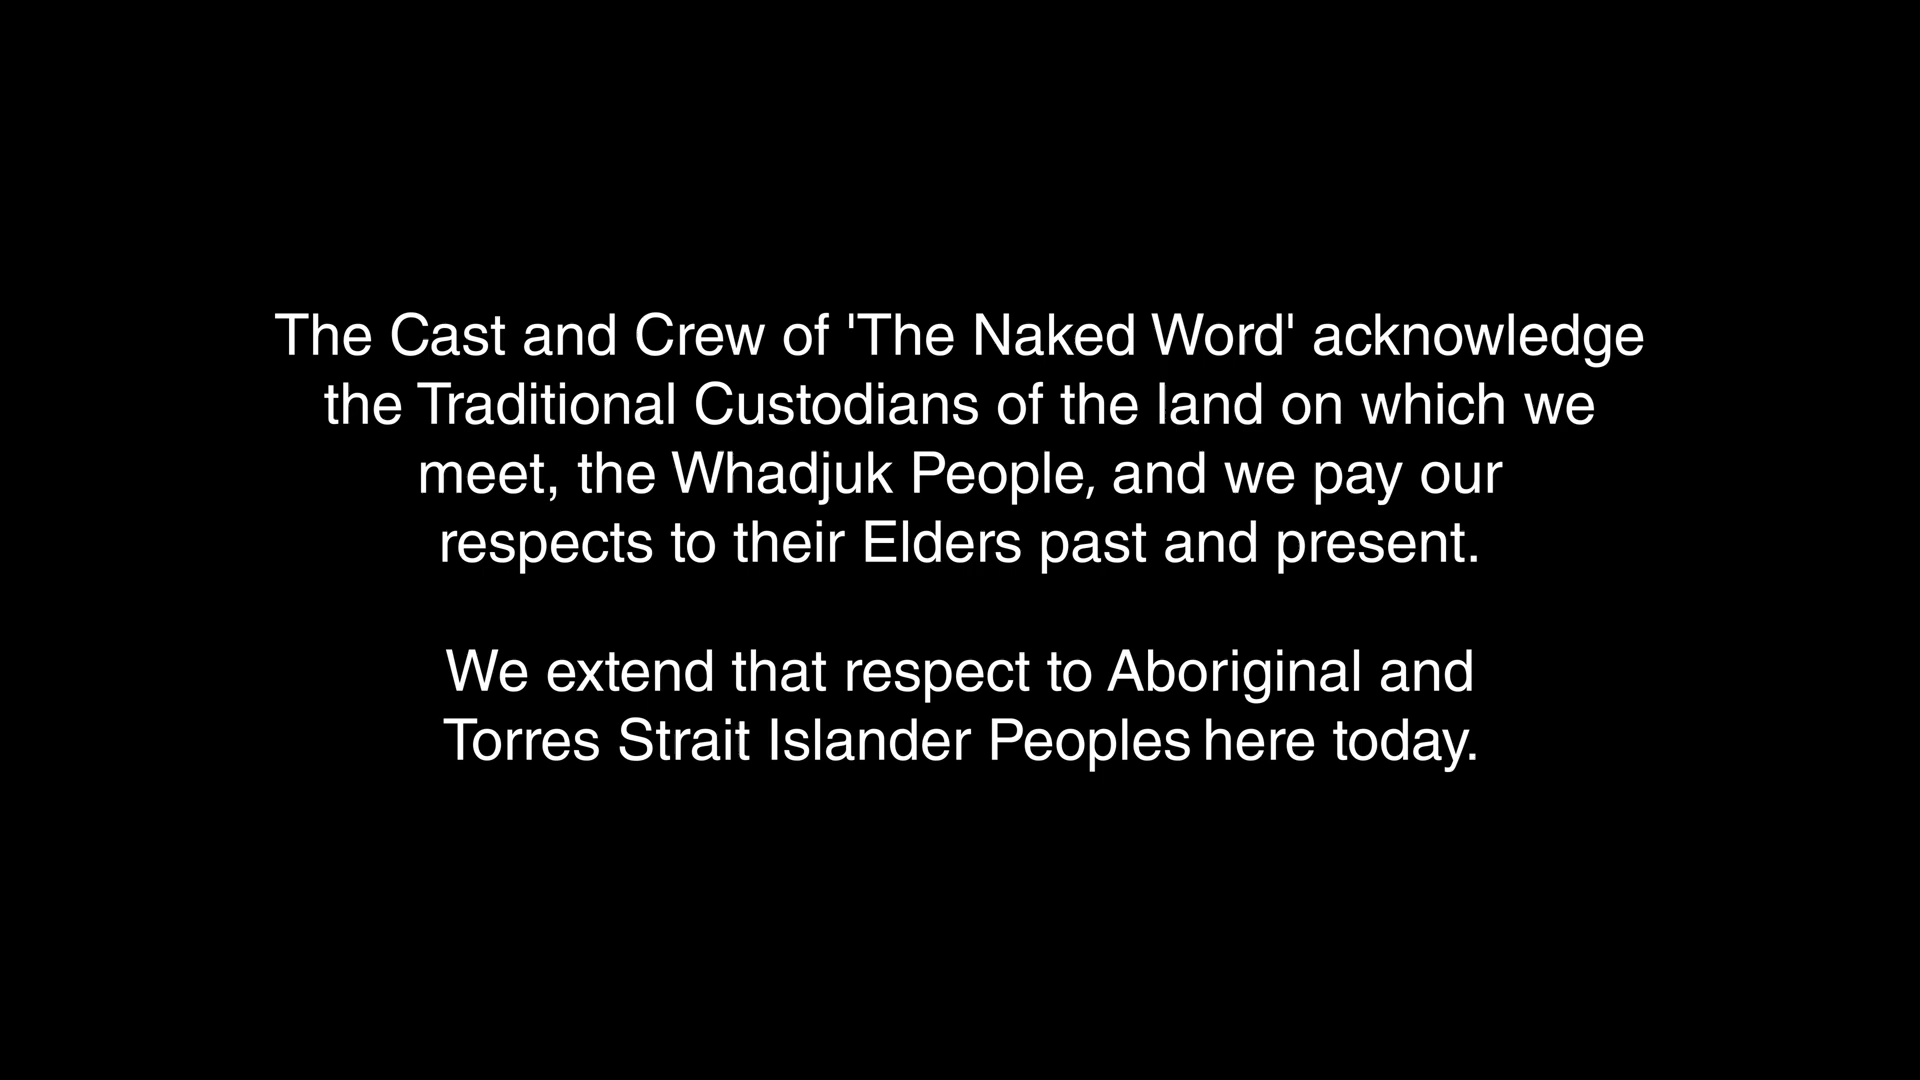 The Cast and Crew of 'The Naked Word' acknowledge
the Traditional Custodians of the land on which we
meet, the Whadjuk People, and we pay our
respects to their Elders past and present.
We extend that respect to Aboriginal and
Torres Strait Islander Peoples here today.